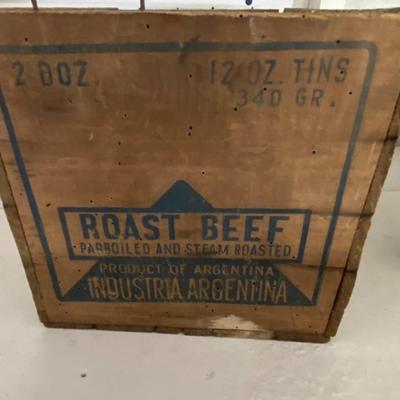 2 DOZ 12 OZ. TINS
340 GR.
ROAST BEEF
PARBOILED AND STEAM ROASTED
PRODUCT OF ARGENTINA
INDUSTRIA ARGENTINA